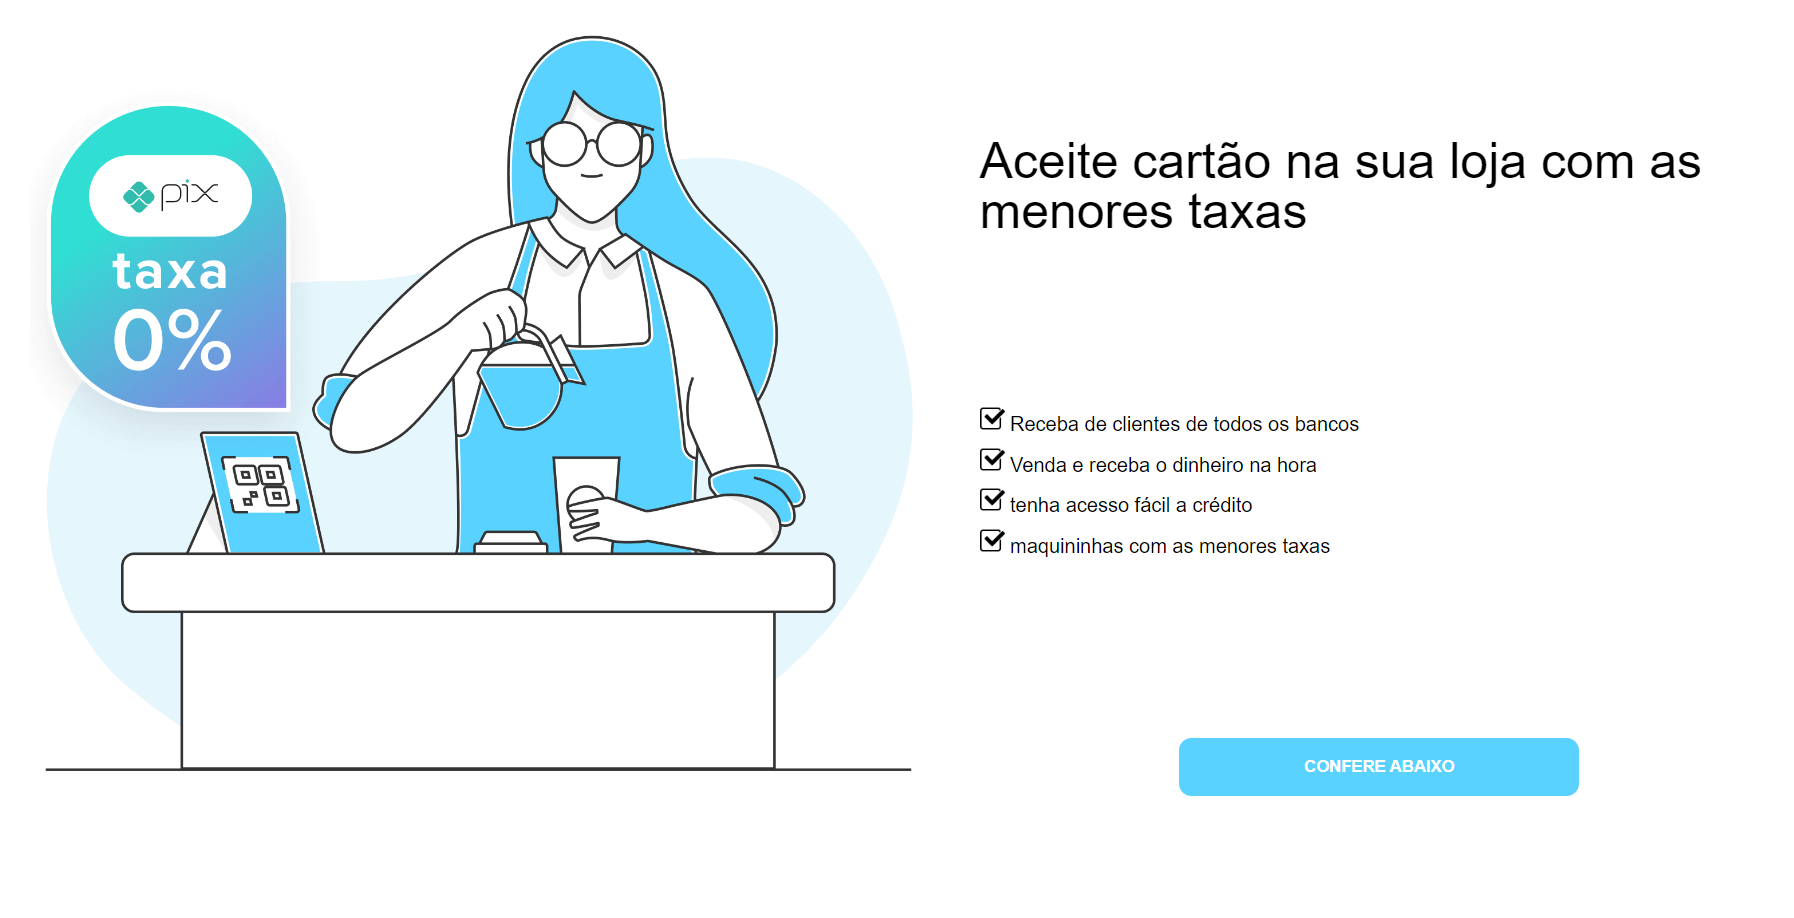 pix
taxa
0%
Aceite cartão na sua loja com as
menores taxas
Receba de clientes de todos os bancos
Venda e receba o dinheiro na hora
tenha acesso fácil a crédito
maquininhas com as menores taxas
CONFERE ABAIXO